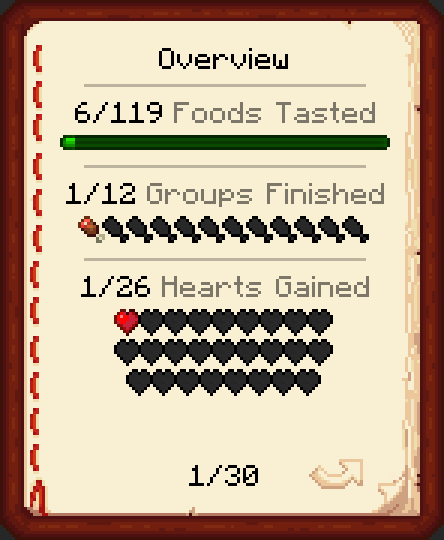 Overview
6/119 Foods Tasted
1/12 Groups Finished
1/26 Hearts Gained
1/30